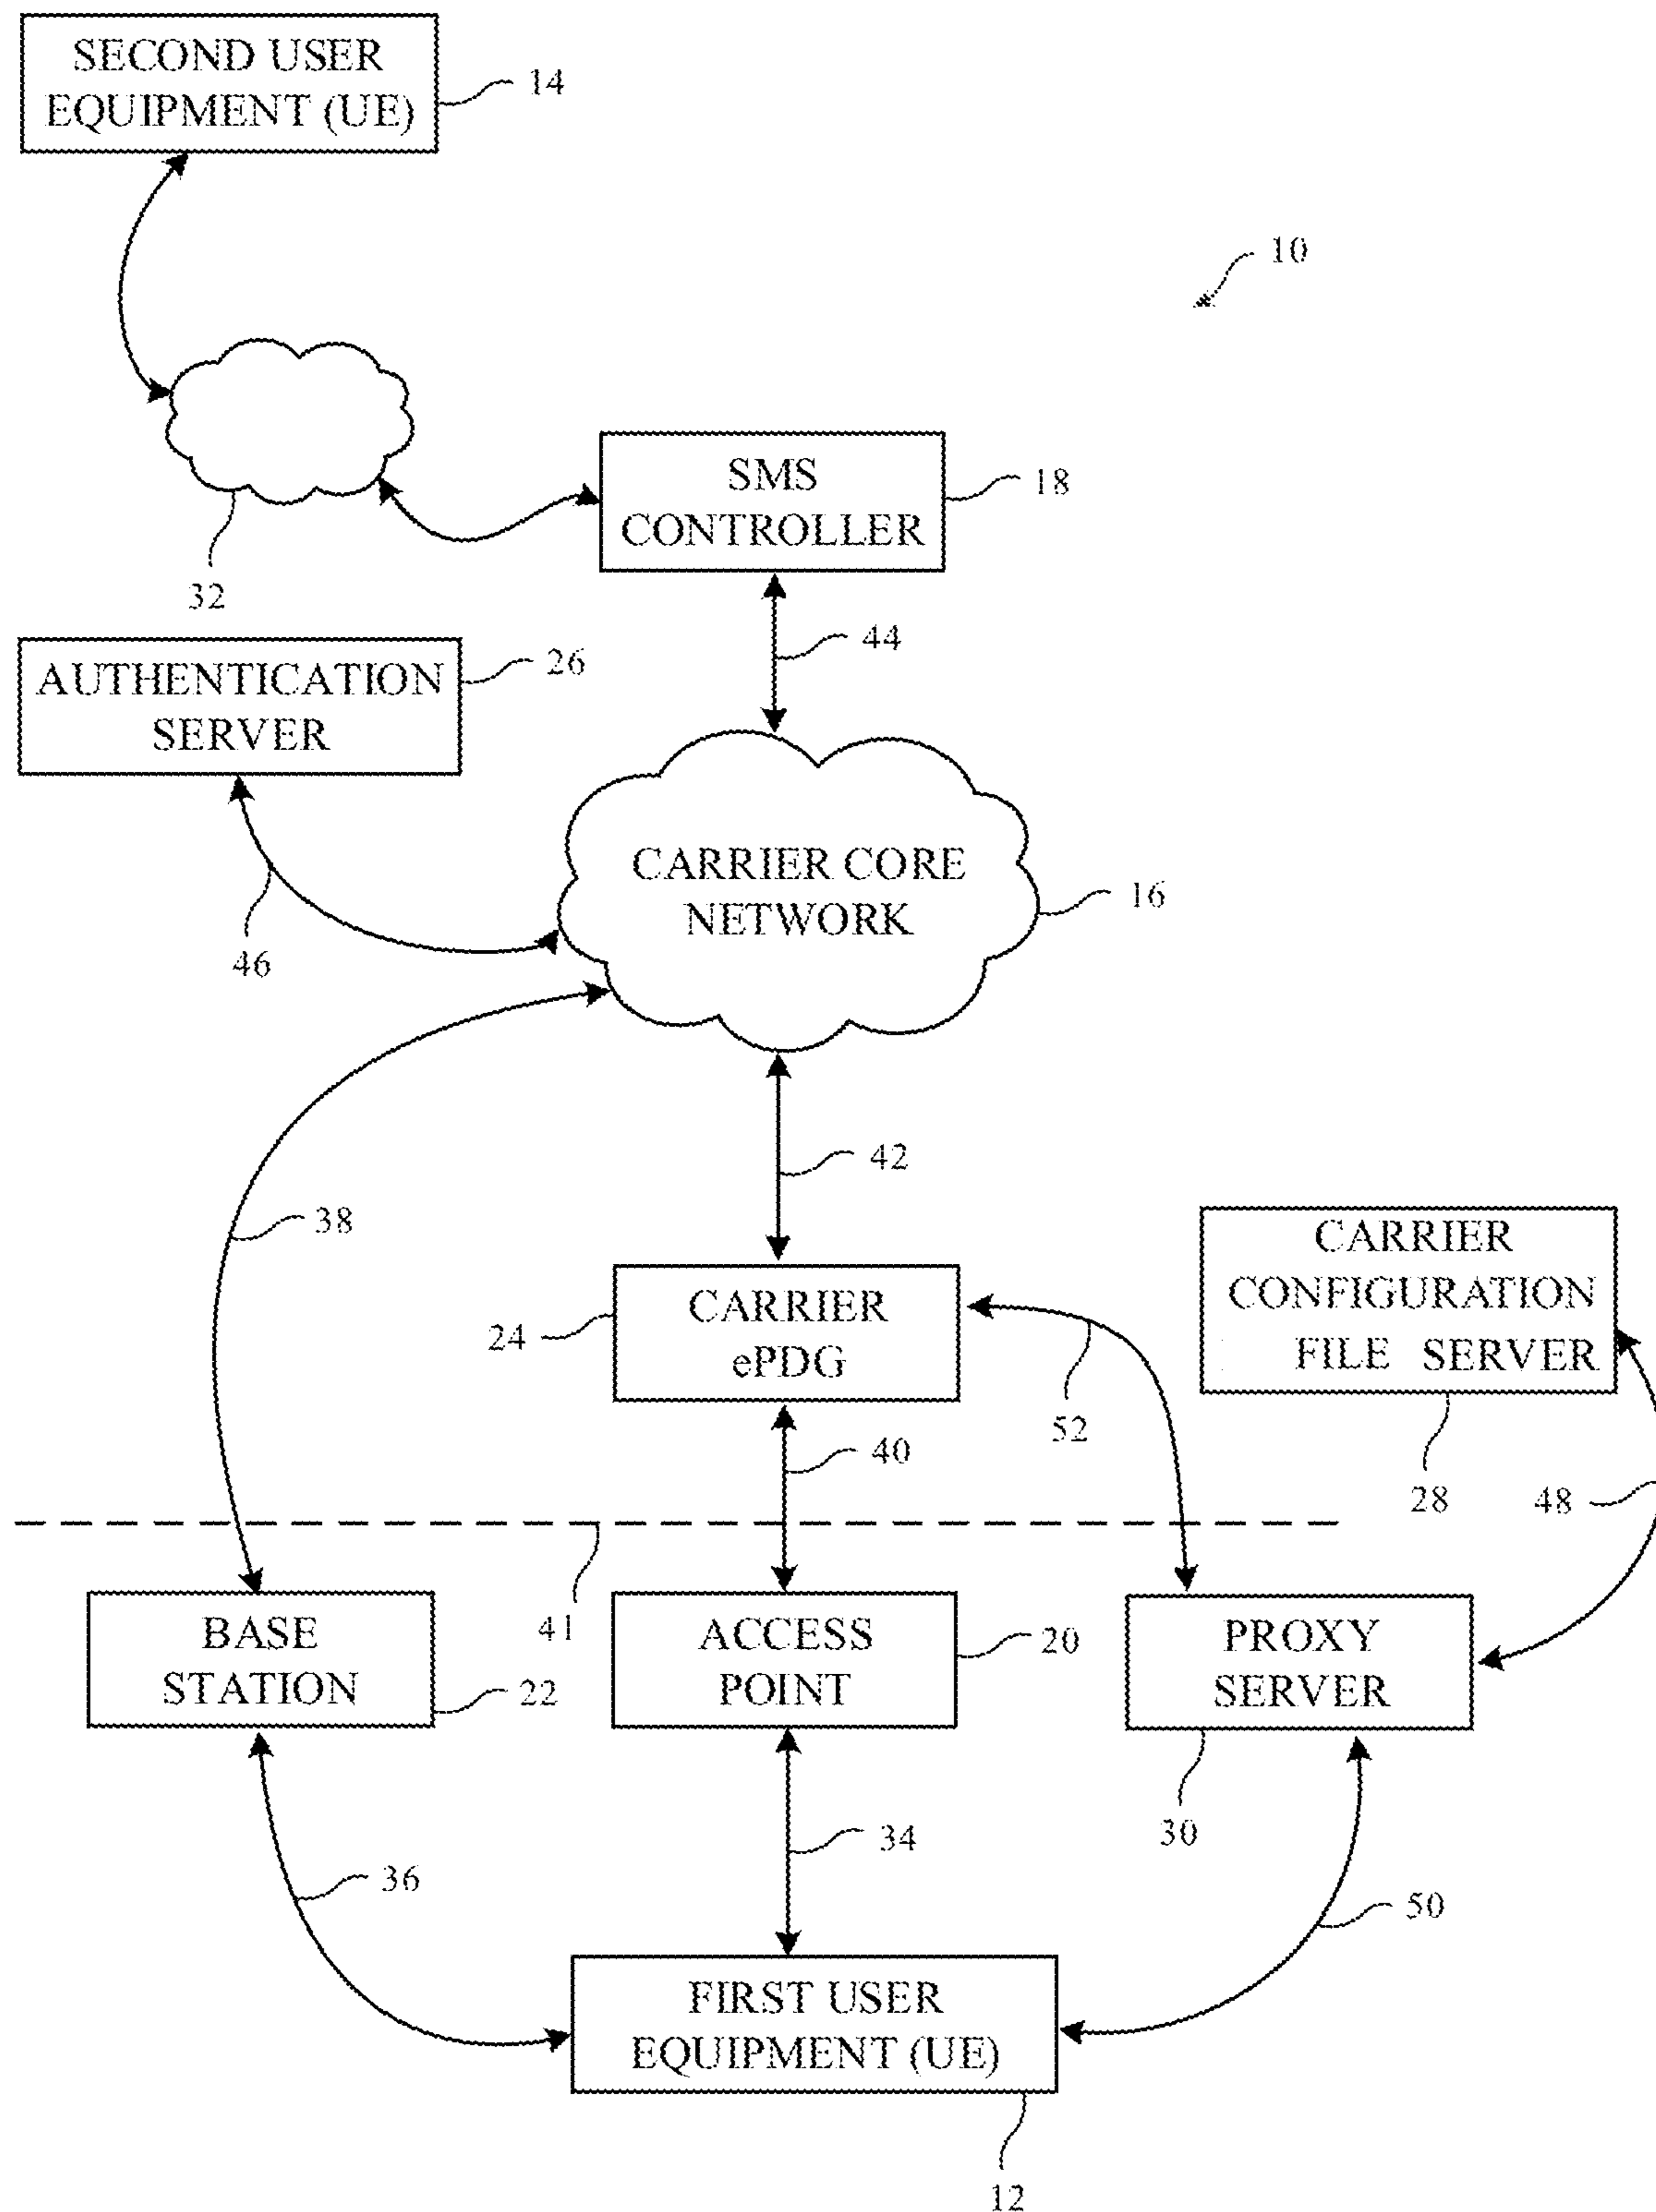 SECOND USER
EQUIPMENT (UE)
14
10
32
SMS
CONTROLLER
18
44
AUTHENTICATION
SERVER
26
46
CARRIER CORE
NETWORK
16
38
42
CARRIER
ePDG
24
52
CARRIER
CONFIGURATION
FILE SERVER
28
48
40
41
BASE
STATION
22
ACCESS
POINT
20
PROXY
SERVER
30
36
34
50
FIRST USER
EQUIPMENT (UE)
12